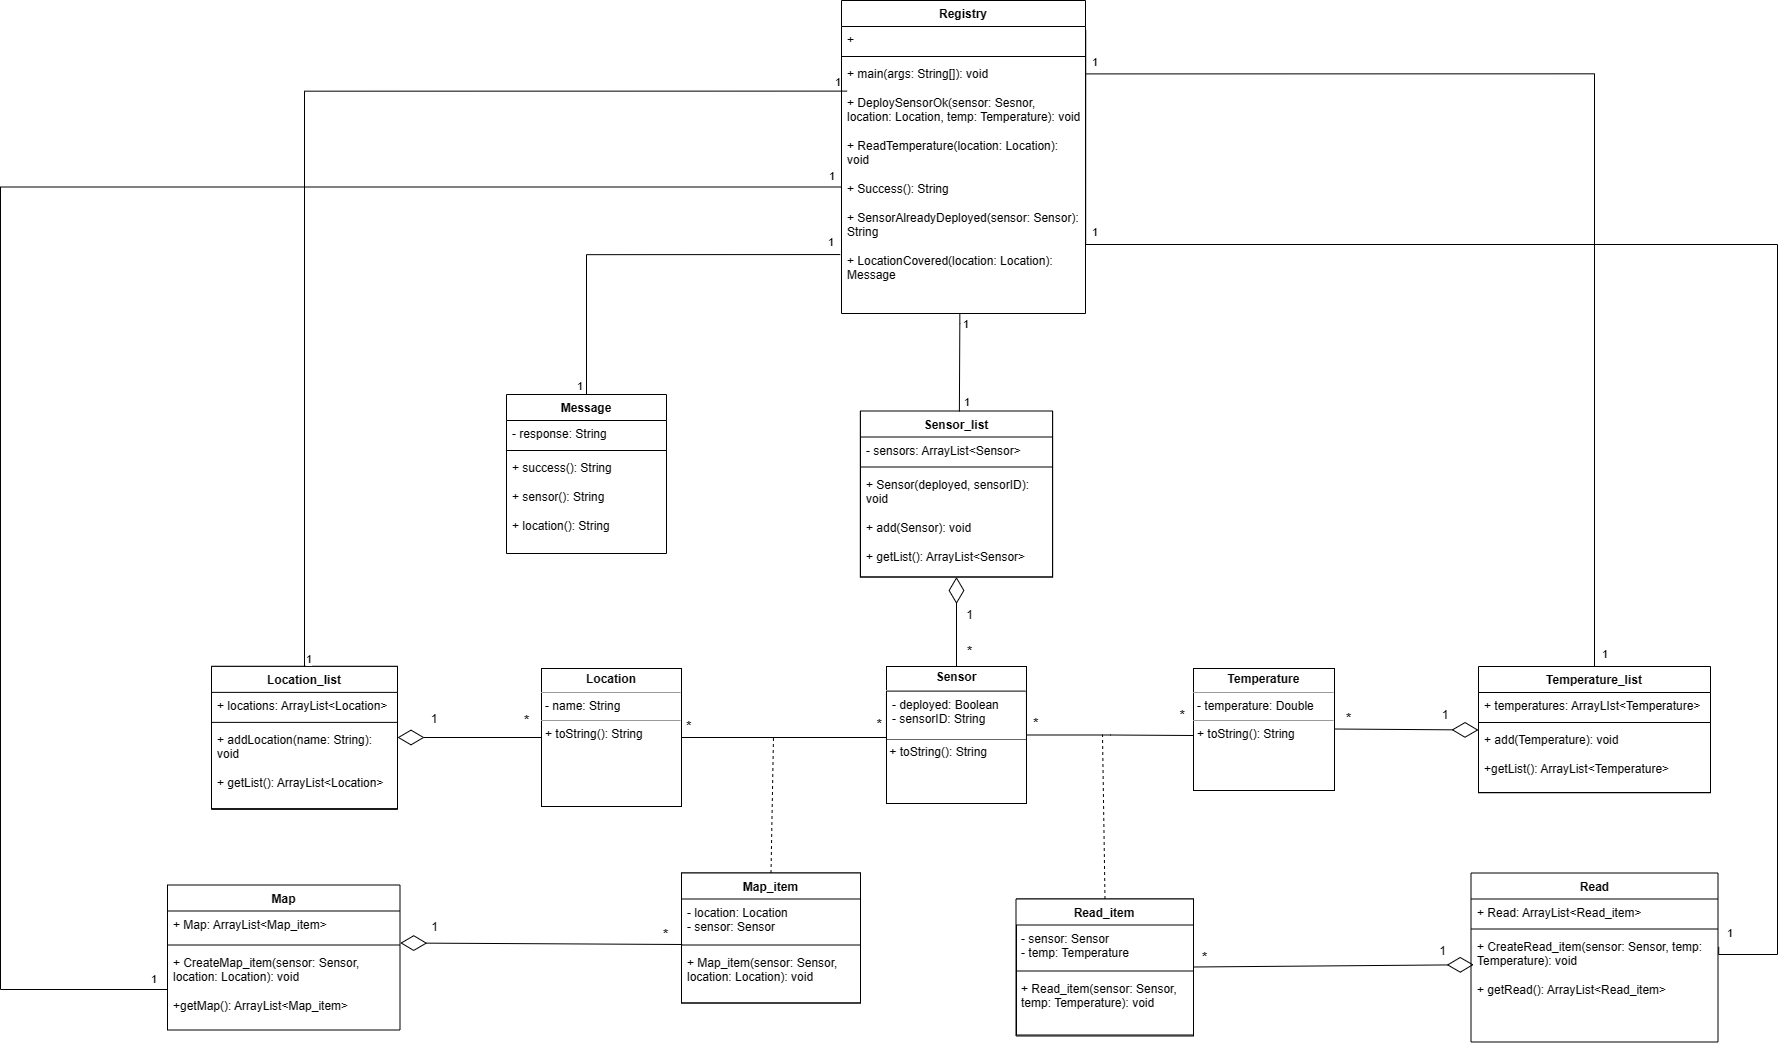 Registry
+
+ main(args: String[]): void
+ DeploySensorOk(sensor: Sesnor,
location: Location, temp: Temperature): void
+ ReadTemperature(location: Location):
void
+ Success(): String
+ SensorAlreadyDeployed(sensor: Sensor):
String
+ LocationCovered(location: Location):
Message
1
1
1
1
1
1
1
1
Message
- response: String
+ success(): String
+ sensor(): String
+ location(): String
1
Sensor_list
- sensors: ArrayList<Sensor>
+ Sensor(deployed, sensorID):
void
+ add(Sensor): void
+ getList(): ArrayList<Sensor>
1
*
1
Location_list
+ locations: ArrayList<Location>
+ addLocation(name: String):
void
+ getList(): ArrayList<Location>
1
*
Location
- name: String
+ toString(): String
*
*
Sensor
- deployed: Boolean
- sensorID: String
+ toString(): String
*
*
Temperature
- temperature: Double
+ toString(): String
*
1
1
Temperature_list
+ temperatures: ArrayLIst<Temperature>
+ add(Temperature): void
+getList(): ArrayList<Temperature>
Map
+ Map: ArrayList<Map_item>
+ CreateMap_item(sensor: Sensor,
location: Location): void
+getMap(): ArrayList<Map_item>
1
1
*
Map_item
- location: Location
- sensor: Sensor
+ Map_item(sensor: Sensor,
location: Location): void
Read_item
- sensor: Sensor
- temp: Temperature
+ Read_item(sensor: Sensor,
temp: Temperature): void
*
1
Read
+ Read: ArrayList<Read_item>
+ CreateRead_item(sensor: Sensor, temp:
Temperature): void
+ getRead(): ArrayList<Read_item>
1